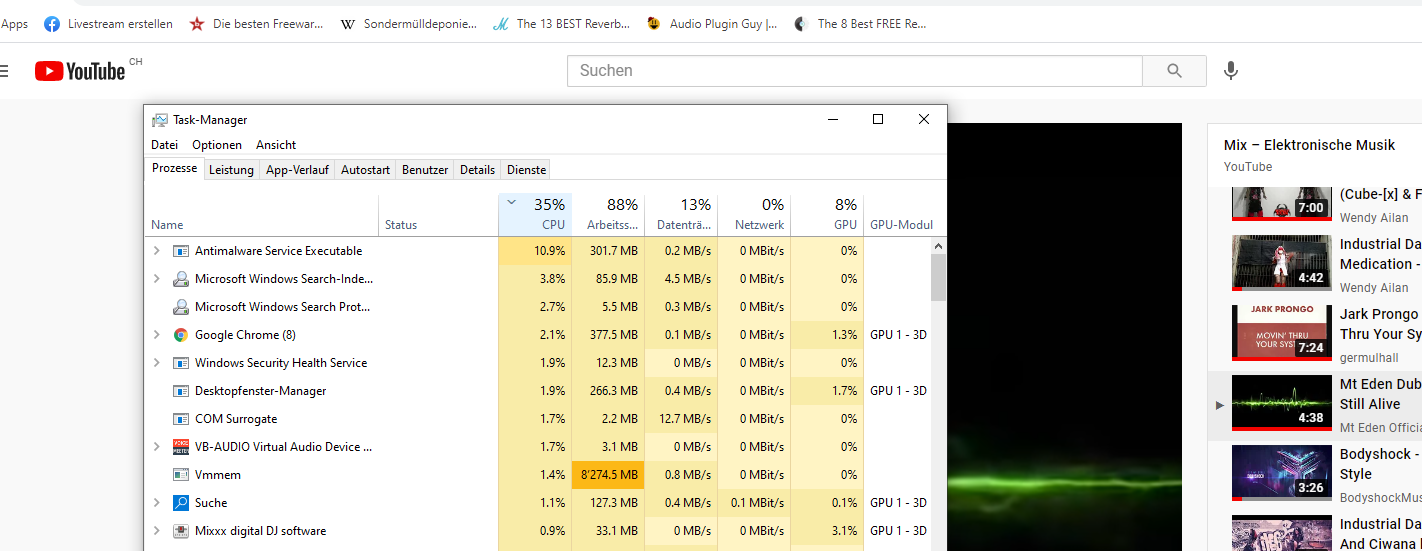 Apps Livestream erstellen Die besten Freewar... Sondermülldeponie... The 13 BEST Reverb... Audio Plugin Guy |... The 8 Best FREE Re...
YouTube CH Suchen
Task-Manager
Datei Optionen Ansicht
Prozesse Leistung App-Verlauf Autostart Benutzer Details Dienste
35% 88% 13% 0% 8%
Name Status CPU Arbeitss... Datenträ... Netzwerk GPU GPU-Modul
Antimalware Service Executable 10.9% 301.7 MB 0.2 MB/s 0 MBit/s 0%
Microsoft Windows Search-Inde... 3.8% 85.9 MB 4.5 MB/s 0 MBit/s 0%
Microsoft Windows Search Prot... 2.7% 5.5 MB 0.3 MB/s 0 MBit/s 0%
Google Chrome (8) 2.1% 377.5 MB 0.1 MB/s 0 MBit/s 1.3% GPU 1 - 3D
Windows Security Health Service 1.9% 12.3 MB 0 MB/s 0 MBit/s 0%
Desktopfenster-Manager 1.9% 266.3 MB 0.4 MB/s 0 MBit/s 1.7% GPU 1 - 3D
COM Surrogate 1.7% 2.2 MB 12.7 MB/s 0 MBit/s 0%
VB-AUDIO Virtual Audio Device ... 1.7% 3.1 MB 0 MB/s 0 MBit/s 0%
Vmmem 1.4% 8'274.5 MB 0.8 MB/s 0 MBit/s 0%
Suche 1.1% 127.3 MB 0.4 MB/s 0.1 MBit/s 0.1% GPU 1 - 3D
Mixxx digital DJ software 0.9% 33.1 MB 0 MB/s 0 MBit/s 3.1% GPU 1 - 3D
Mix – Elektronische Musik
YouTube
7:00
(Cube-[x] & F
Wendy Ailan
4:42
Industrial Da
Medication -
Wendy Ailan
JARK PRONGO
MOVIN' THRU
YOUR SYSTEM
7:24
Jark Prongo
Thru Your Sy
germulhall
4:38
Mt Eden Dub
Still Alive
Mt Eden Offici
3:26
Bodyshock -
Style
BodyshockMus
Industrial Da
And Ciwana